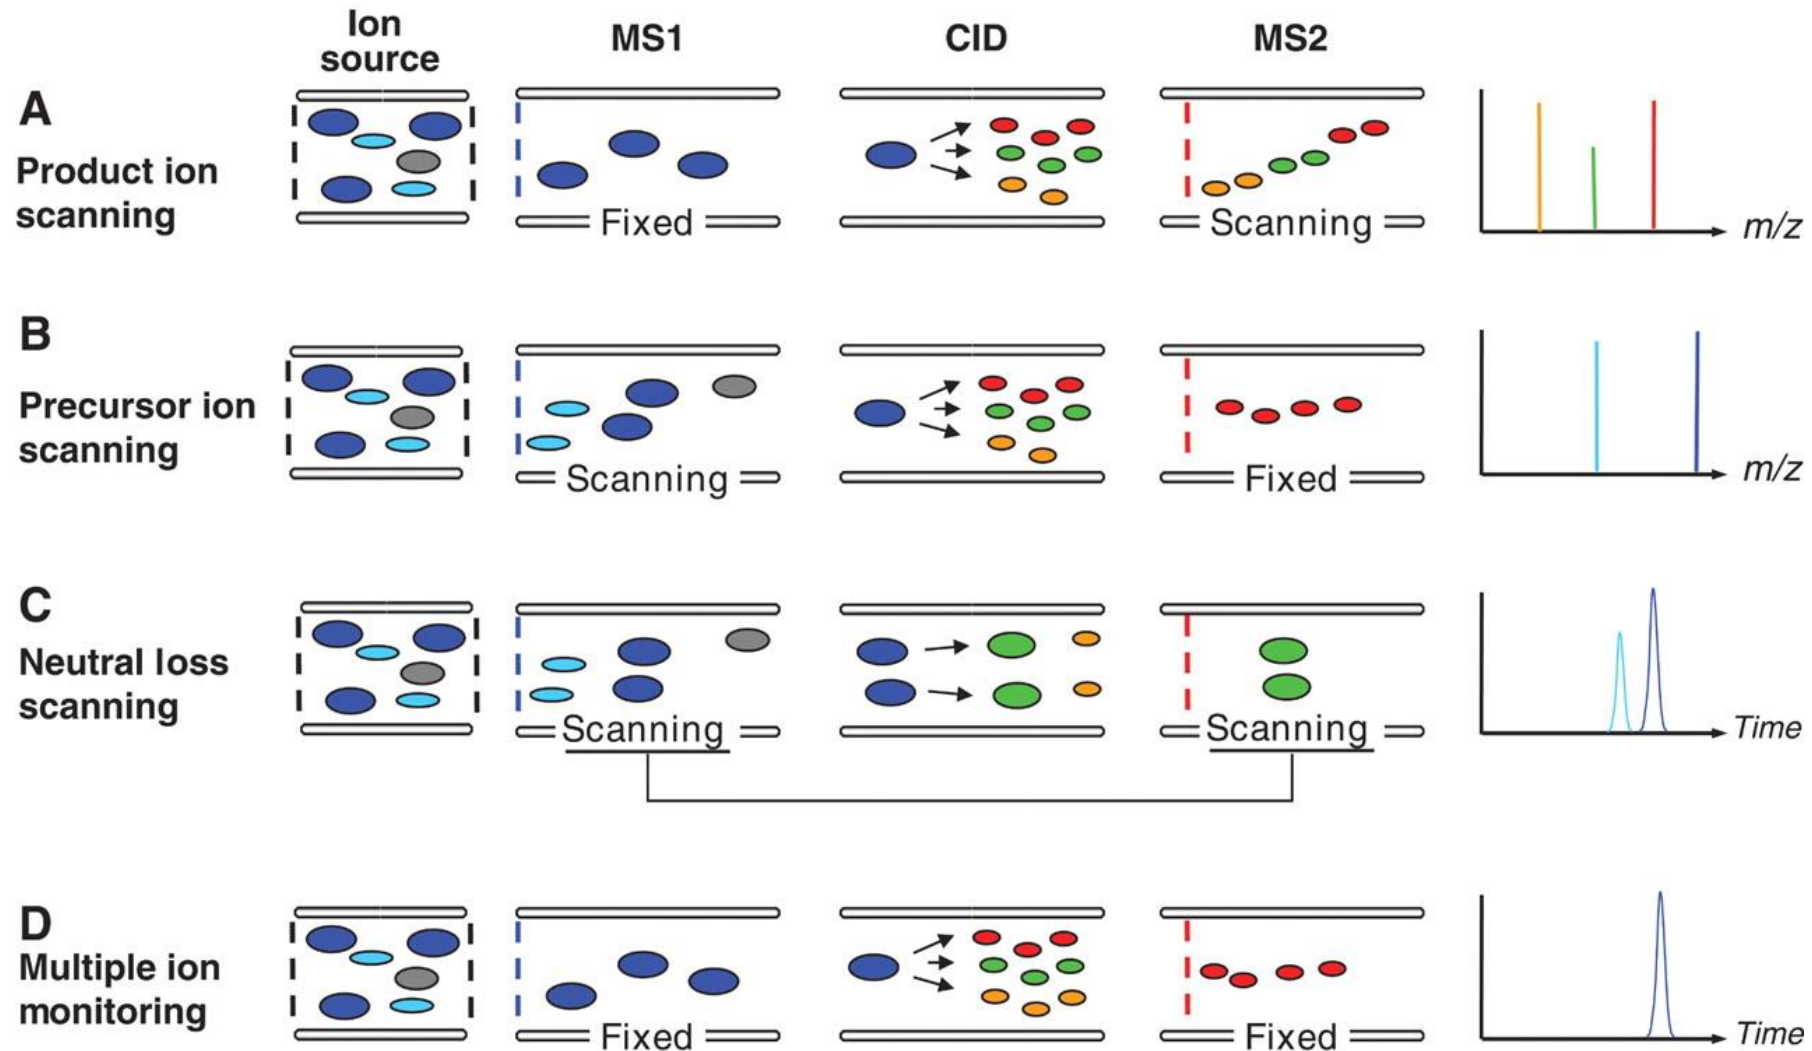 Ion
source
MS1
CID
MS2
A
Product ion
scanning
Fixed
Scanning
m/z
B
Precursor ion
scanning
Scanning
Fixed
m/z
C
Neutral loss
scanning
Scanning
Scanning
Time
D
Multiple ion
monitoring
Fixed
Fixed
Time